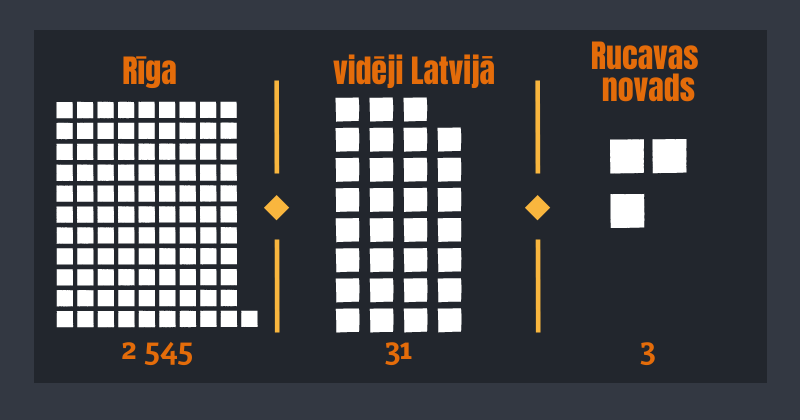 Rīga
2 545
vidēji Latvijā
31
Rucavas
novads
3